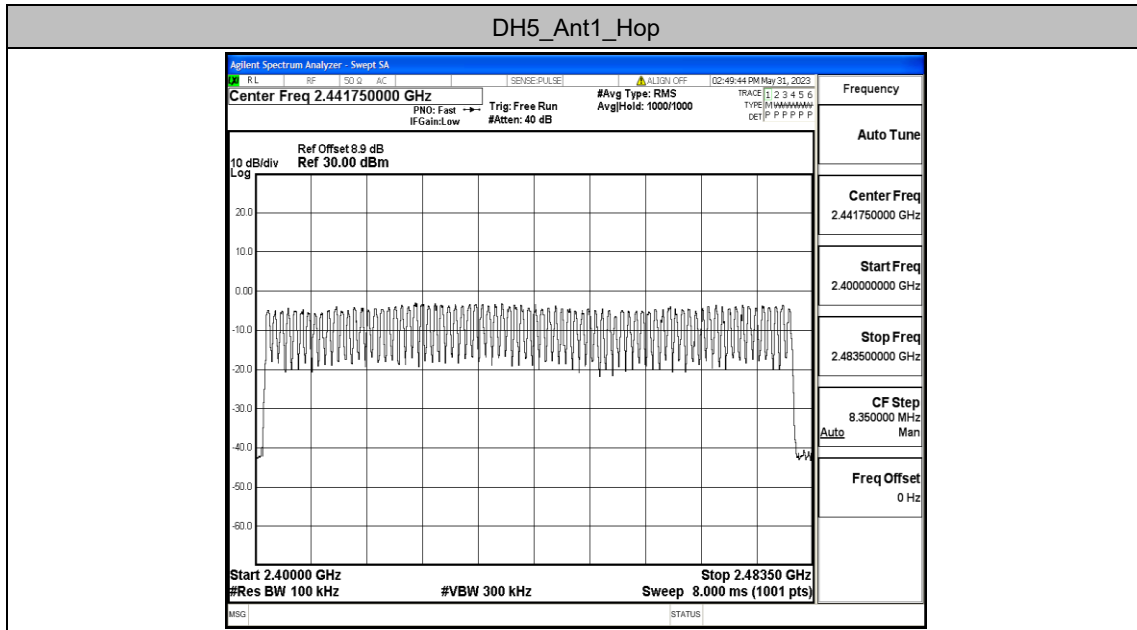 DH5_Ant1_Hop
Agilent Spectrum Analyzer - Swept SA
RL RF 50 Ω AC SENSE:PULSE ALIGN OFF 02:49:44 PM May 31, 2023
Center Freq 2.441750000 GHz
PNO: Fast
IFGain:Low
Trig: Free Run
#Atten: 40 dB
#Avg Type: RMS
Avg|Hold: 1000/1000
TRACE 1 2 3 4 5 6
TYPE M
DET P P P P P P
Ref Offset 8.9 dB
10 dB/div Ref 30.00 dBm
Log
20.0
10.0
0.00
-10.0
-20.0
-30.0
-40.0
-50.0
-60.0
Start 2.40000 GHz Stop 2.48350 GHz
#Res BW 100 kHz #VBW 300 kHz Sweep 8.000 ms (1001 pts)
MSG STATUS
Frequency
Auto Tune
Center Freq
2.441750000 GHz
Start Freq
2.400000000 GHz
Stop Freq
2.483500000 GHz
CF Step
8.350000 MHz
Auto Man
Freq Offset
0 Hz